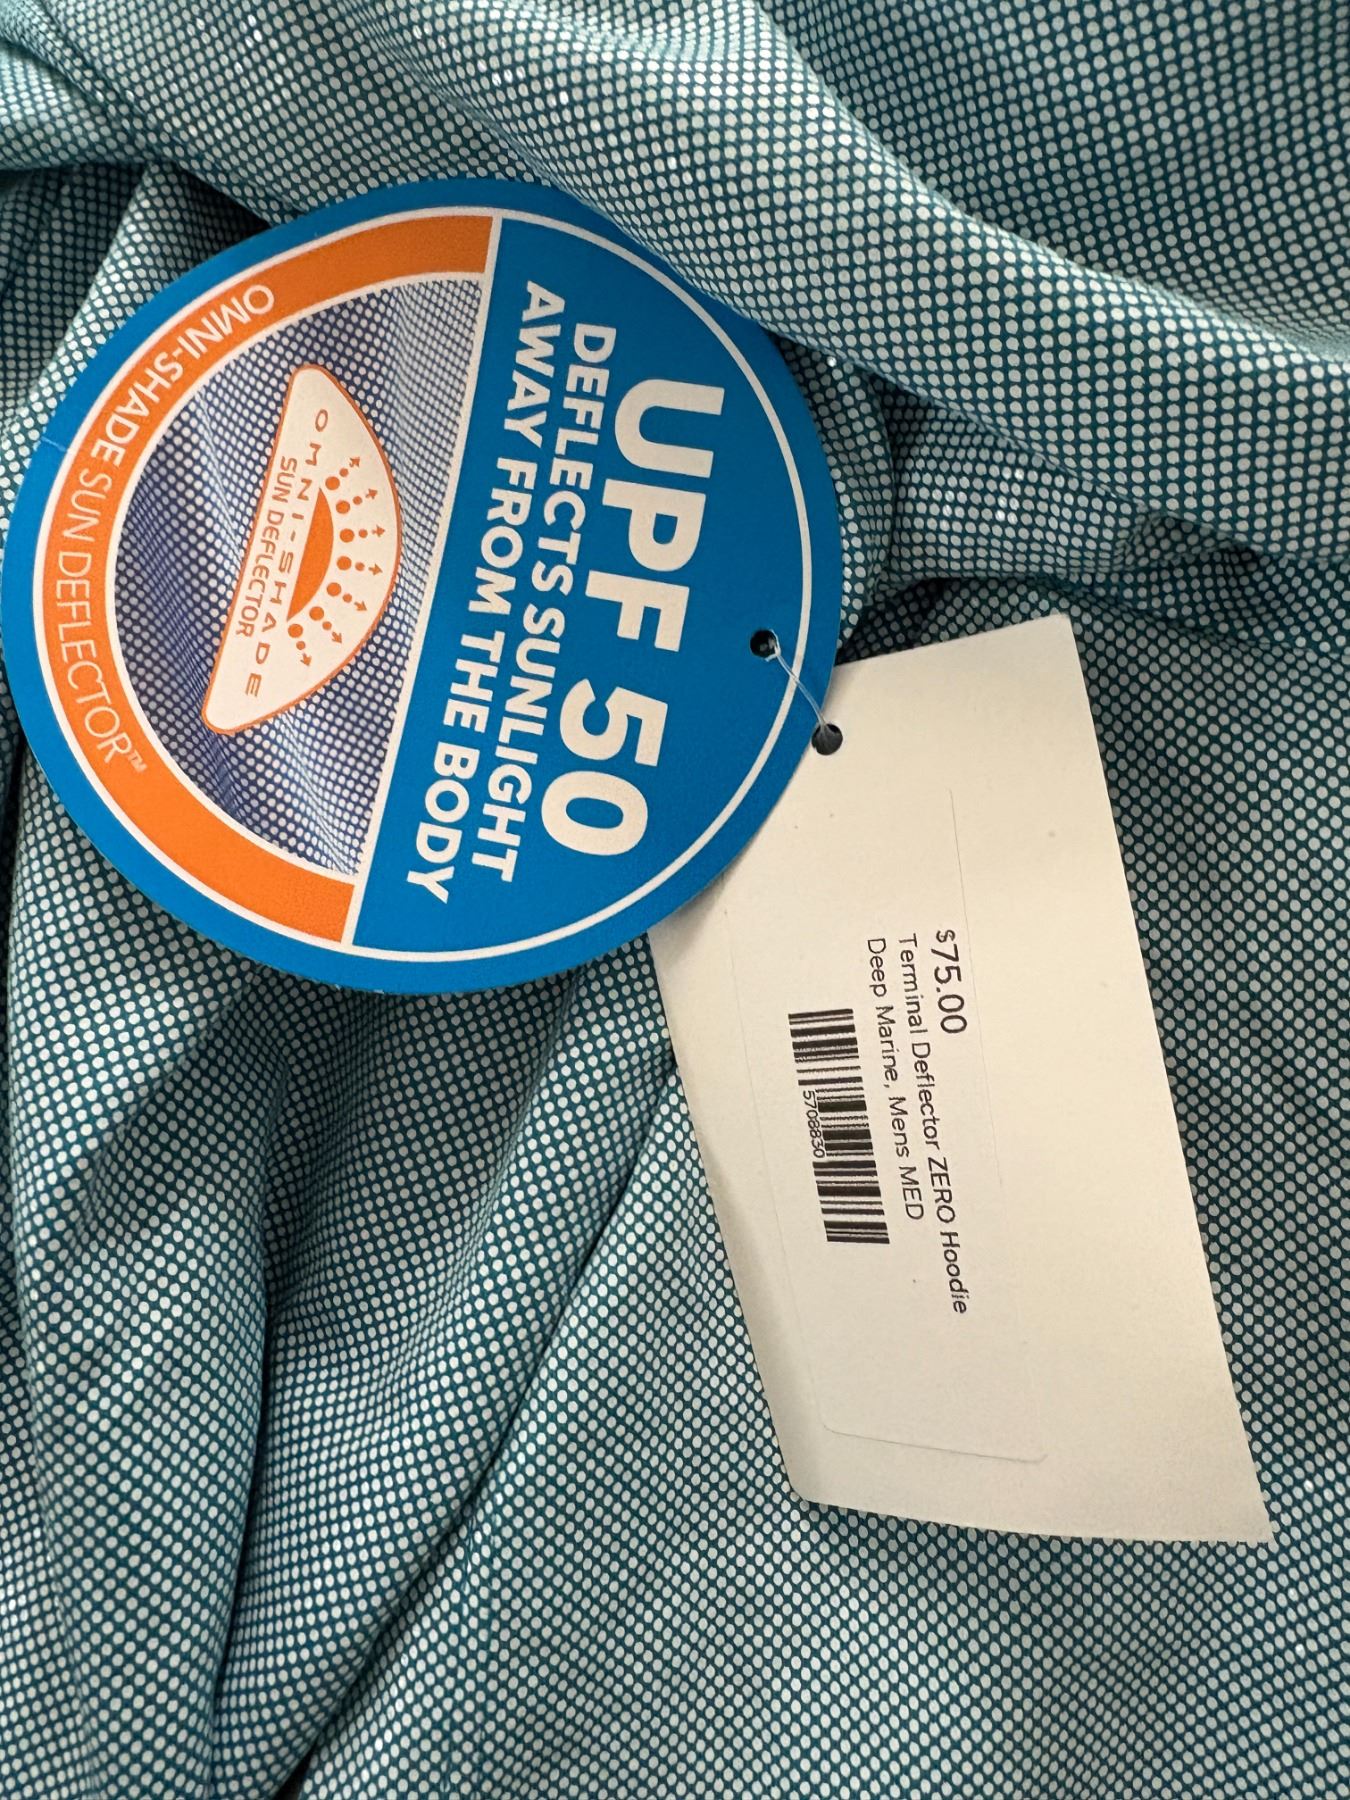 UPF 50
DEFLECTS SUNLIGHT
AWAY FROM THE BODY
OMNI-SHADE
SUN DEFLECTOR
OMNI-SHADE SUN DEFLECTOR™
$75.00
Terminal Deflector ZERO Hoodie
Deep Marine, Mens MED
5708830